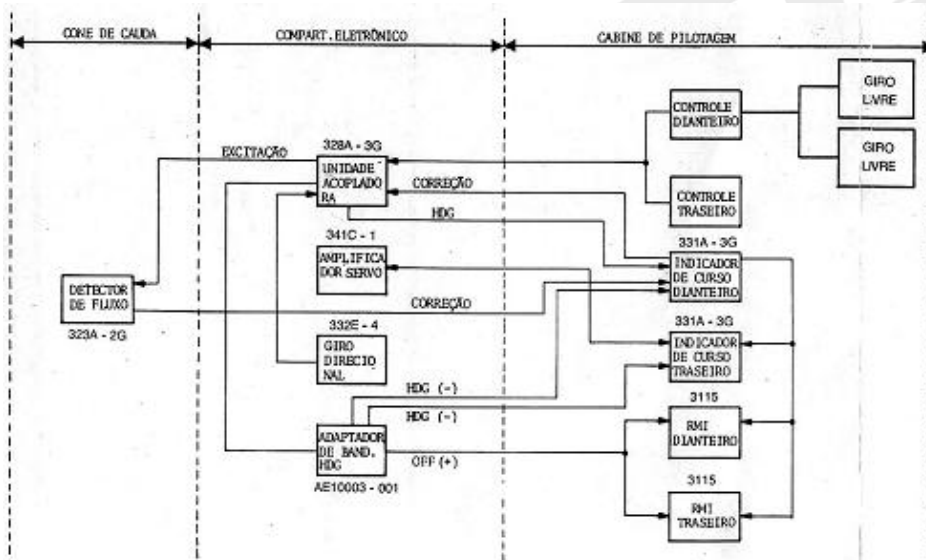 CONE DE CAUDA
COMPART.ELETRÔNICO
CABINE DE PILOTAGEM
GIRO
LIVRE
GIRO
LIVRE
CONTROLE
DIANTEIRO
CONTROLE
TRASEIRO
EXCITAÇÃO
328A - 3G
UNIDADE
ACOPLADO
RA
CORREÇÃO
HDG
341C - 1
AMPLIFICA
DOR SERVO
331A - 3G
INDICADOR
DE CURSO
DIANTEIRO
DETECTOR
DE FLUXO
323A - 2G
CORREÇÃO
332E - 4
GIRO
DIRECIO
NAL
331A - 3G
INDICADOR
DE CURSO
TRASEIRO
HDG (-)
HDG (-)
ADAPTADOR
DE BAND.
HDG
AE10003 - 001
OFF (+)
3115
RMI
DIANTEIRO
3115
RMI
TRASEIRO